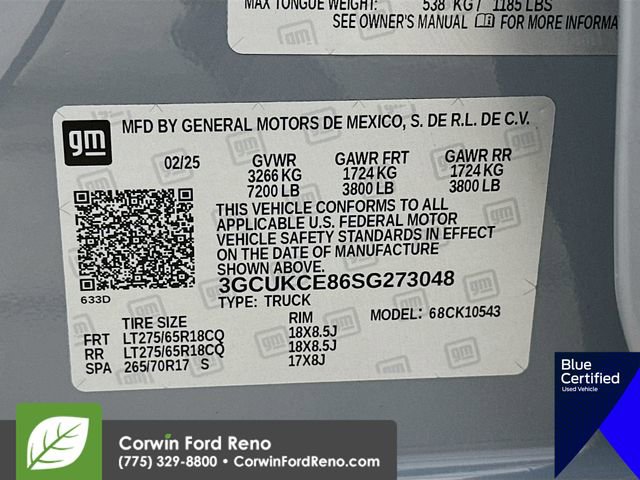 MAX TONGUE WEIGHT: 538 KG / 1185 LBS
SEE OWNER'S MANUAL FOR MORE INFORMA
gm
MFD BY GENERAL MOTORS DE MEXICO, S. DE R.L. DE C.V.
02/25 GVWR GAWR FRT GAWR RR
3266 KG 1724 KG 1724 KG
7200 LB 3800 LB 3800 LB
THIS VEHICLE CONFORMS TO ALL
APPLICABLE U.S. FEDERAL MOTOR
VEHICLE SAFETY STANDARDS IN EFFECT
ON THE DATE OF MANUFACTURE
SHOWN ABOVE.
633D
3GCUKCE86SG273048
TYPE: TRUCK
MODEL: 68CK10543
TIRE SIZE RIM
FRT LT275/65R18CQ 18X8.5J
RR LT275/65R18CQ 18X8.5J
SPA 265/70R17 S 17X8J
Blue
Certified
Used Vehicle
Corwin Ford Reno
(775) 329-8800 • CorwinFordReno.com